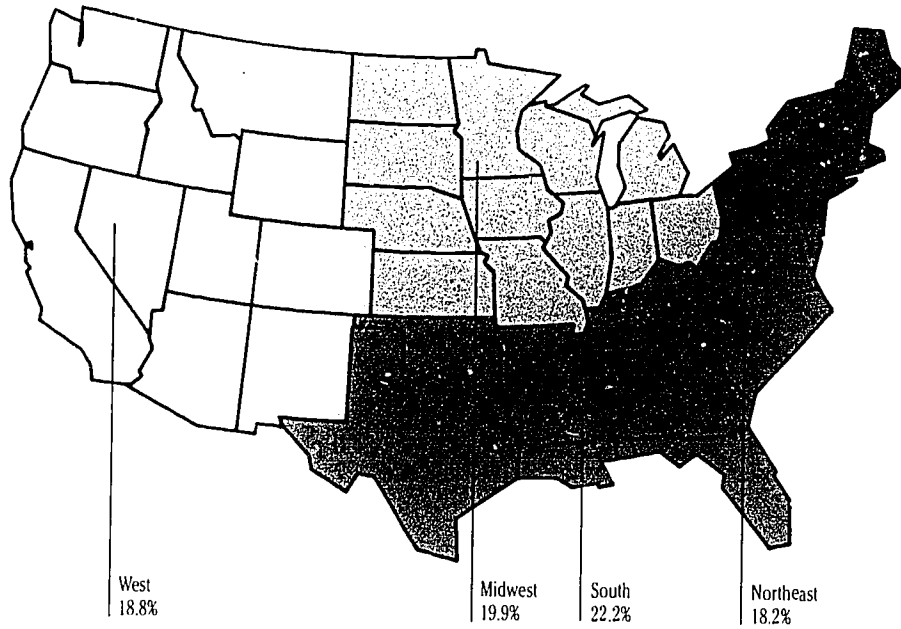 West
18.8%
Midwest
19.9%
South
22.2%
Northeast
18.2%